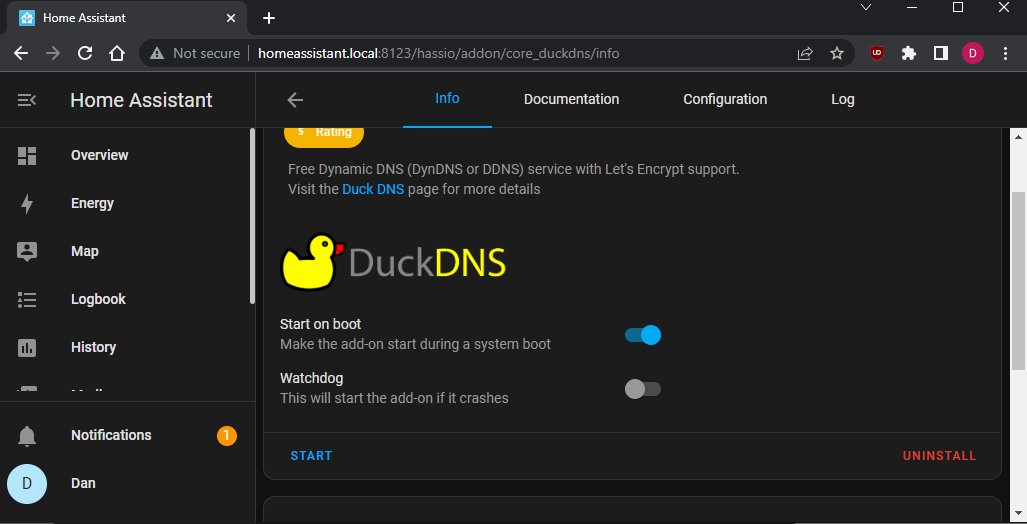 Home Assistant
Not secure
homeassistant.local:8123/hassio/addon/core_duckdns/info
D
Home Assistant
Info
Documentation
Configuration
Log
Overview
Energy
Map
Logbook
History
Notifications
1
D
Dan
5 Rating
Free Dynamic DNS (DynDNS or DDNS) service with Let's Encrypt support.
Visit the Duck DNS page for more details
DuckDNS
Start on boot
Make the add-on start during a system boot
Watchdog
This will start the add-on if it crashes
START
UNINSTALL